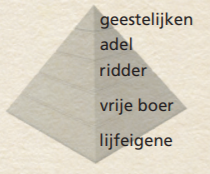 geestelijken
adel
ridder
vrije boer
lijfeigene